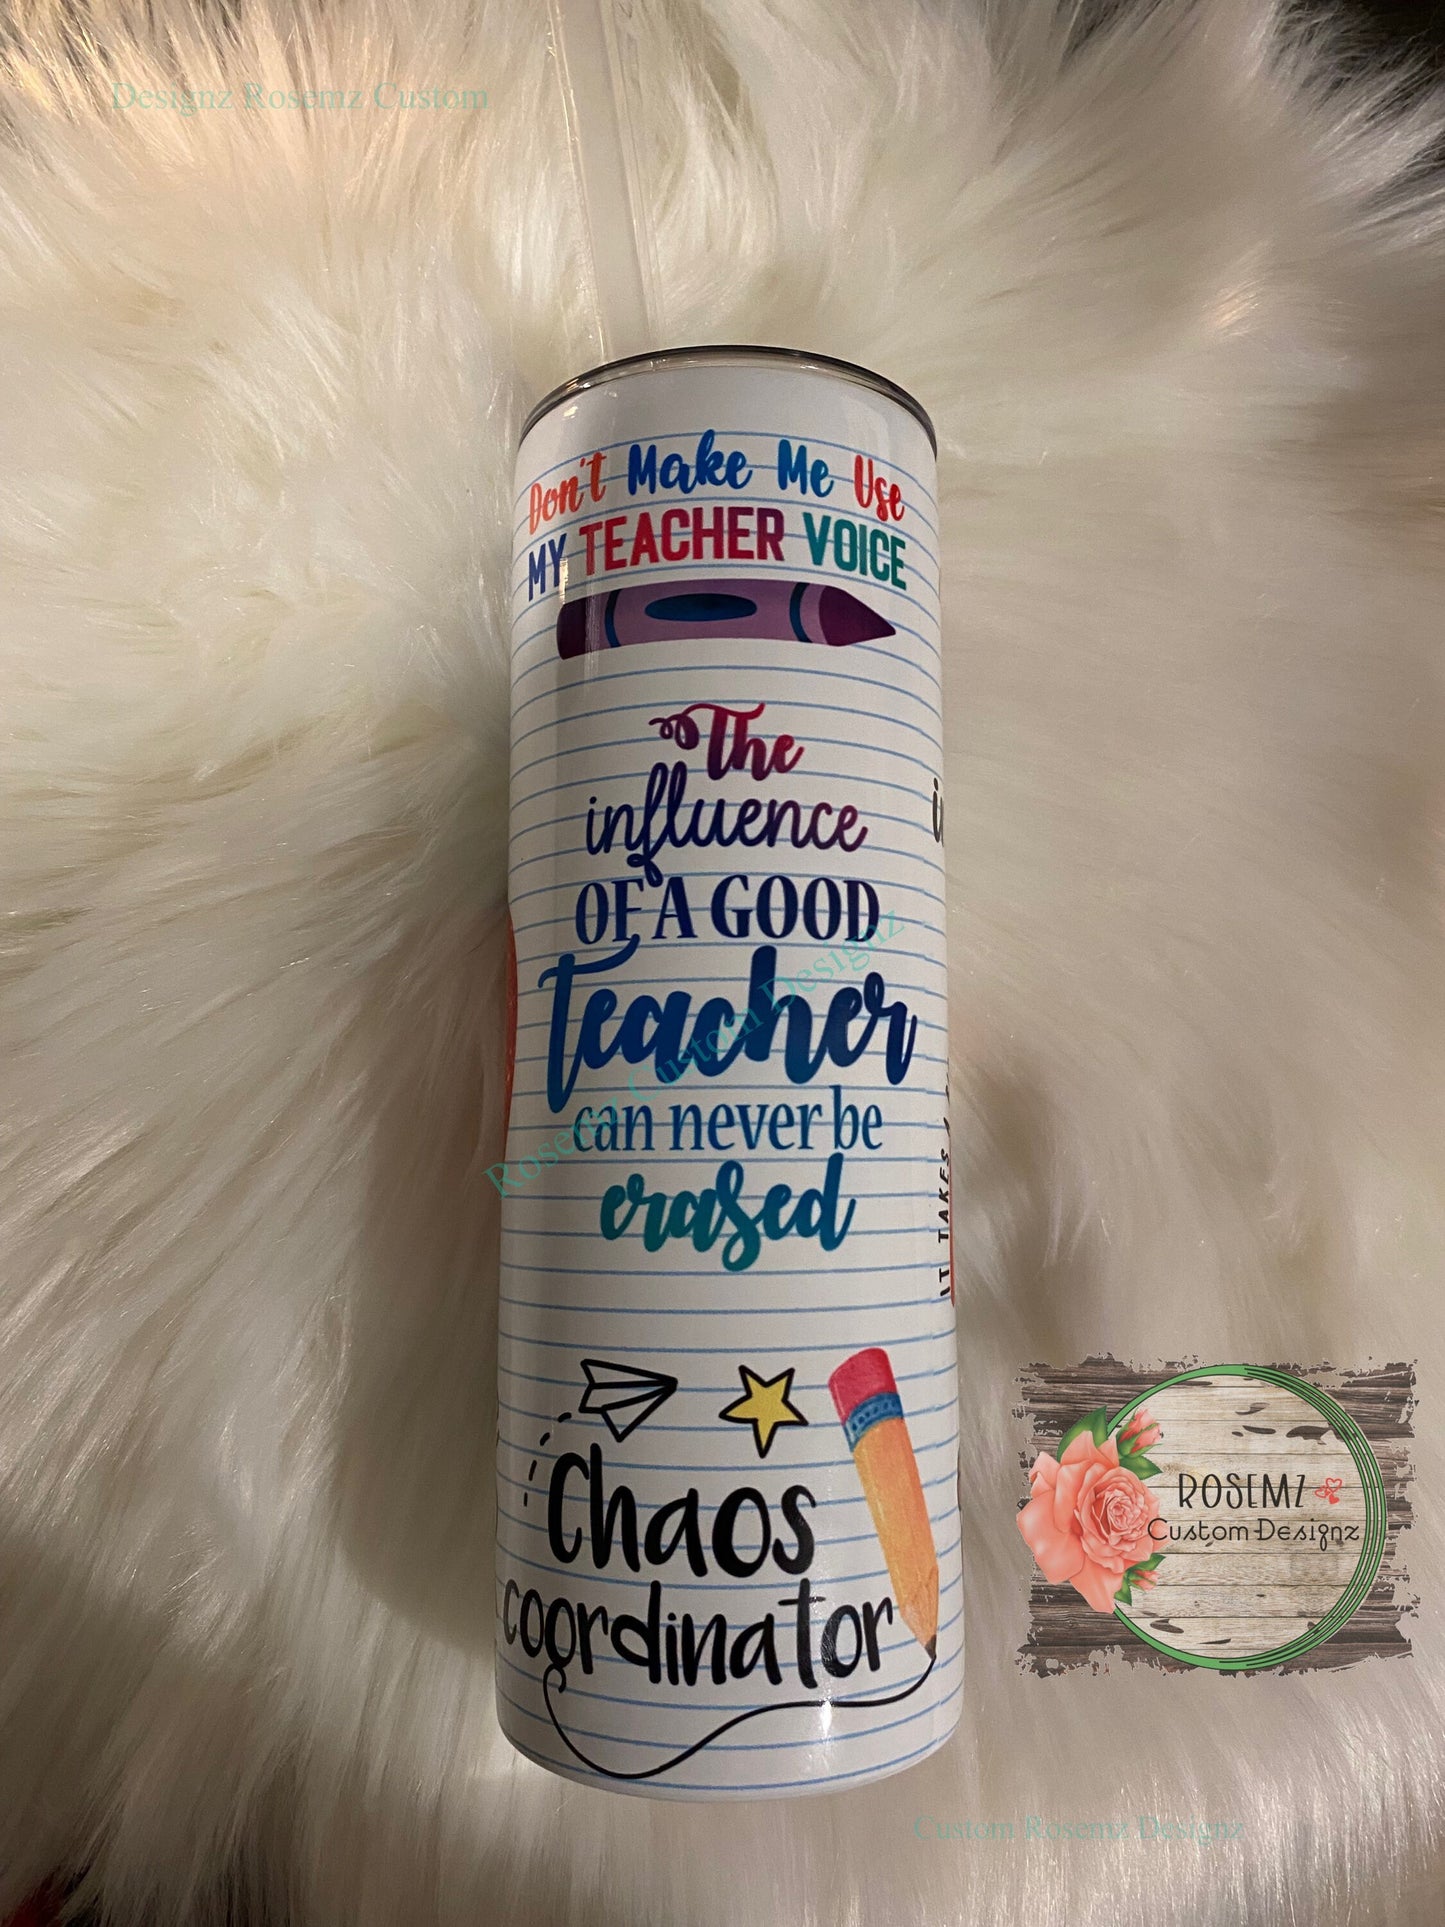 Designz Rosemz Custom
Don't Make Me Use
MY TEACHER VOICE
The
influence
OF A GOOD
Teacher
can never be
erased
Rosemz Custom Designz
IT TAKES A
Chaos
coordinator
ROSEMZ
Custom Designz
Custom Rosemz Designz